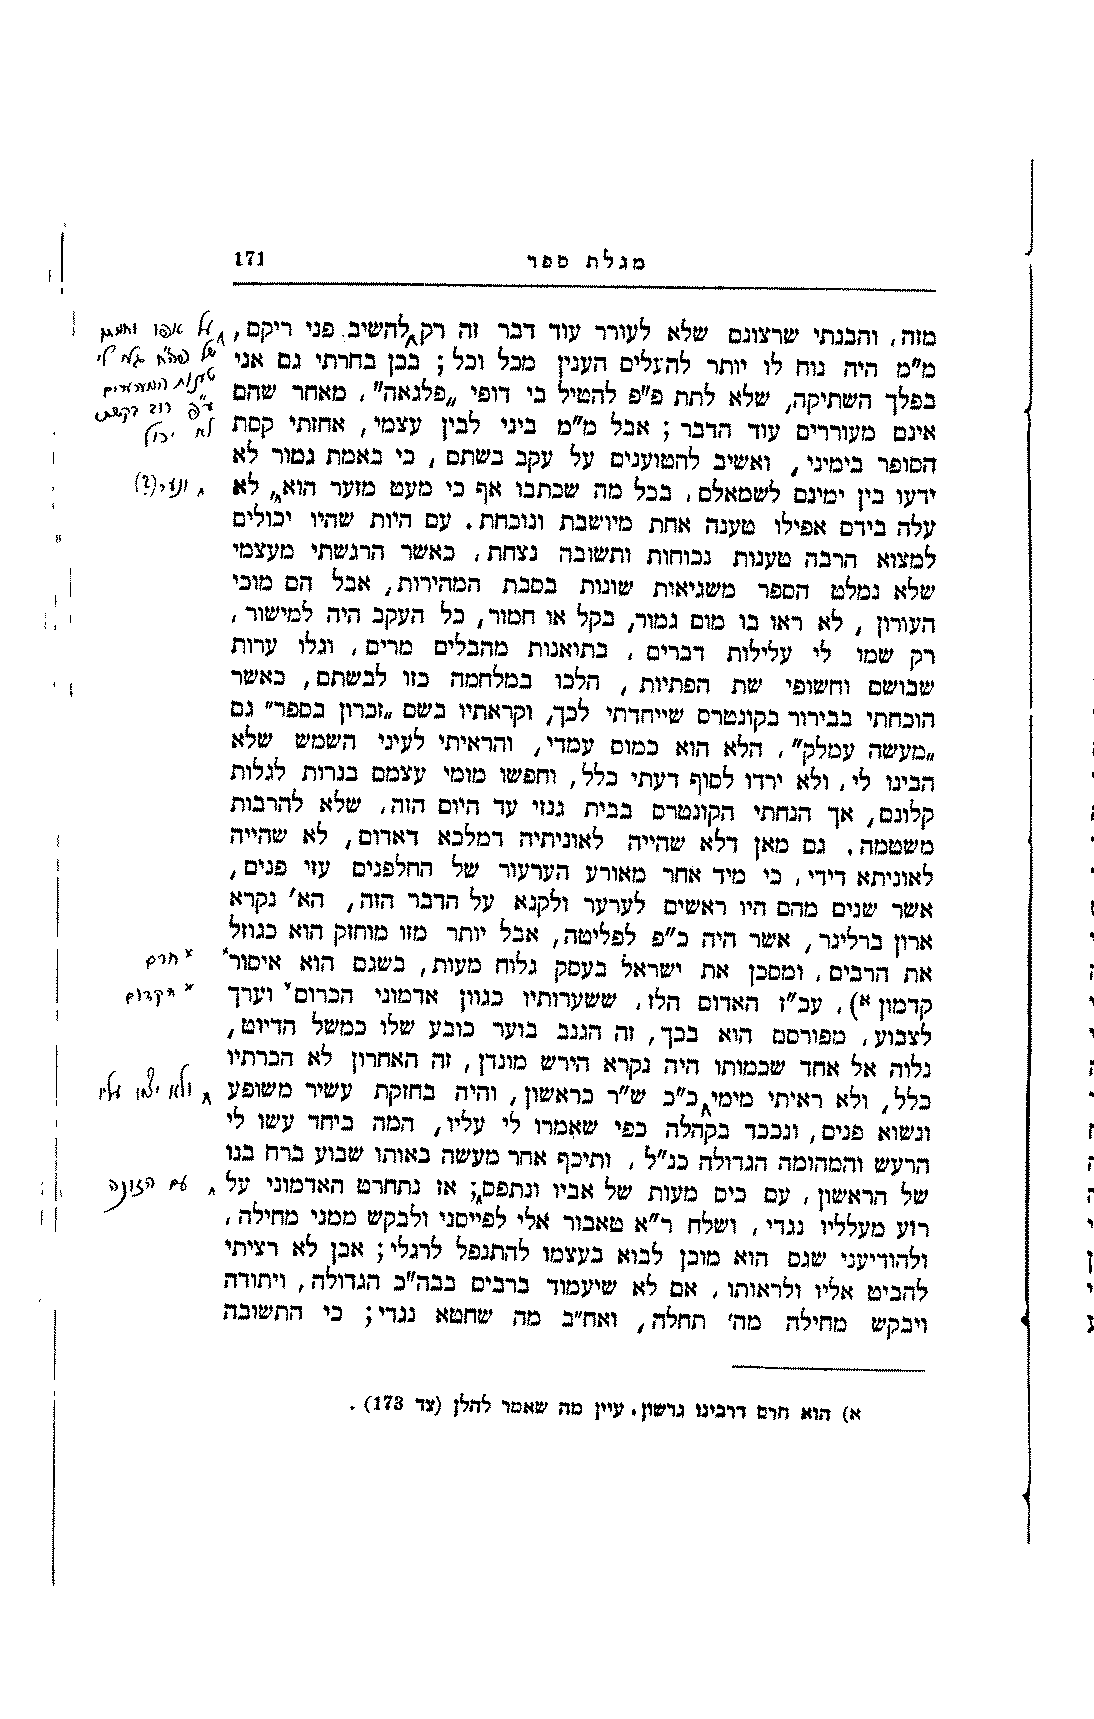 171 מגלת ספר
מזה, והבנתי שרצונם שלא לעורר עוד דבר זה רק להשיב פני ריקם,
מ"מ היה נוח לו יותר להעלים הענין מכל וכל; בכן בחרתי גם אני
בפלך השתיקה, שלא לתת פ"פ להטיל בי דופי „פלגאה", מאחר שהם
אינם מעוררים עוד הדבר; אבל מ"מ ביני לבין עצמי, אחזתי קסת
הסופר בימיני, ואשיב להטוענים על עקב בשתם, כי באמת גמור לא
ידעו בין ימינם לשמאלם, בכל מה שכתבו אף כי מעט מזער הוא, לא
עלה בידם אפילו טענה אחת מיושבת ונוכחת. עם היות שהיו יכולים
למצוא הרבה טענות נכוחות ותשובה נצחת, כאשר הרגשתי מעצמי
שלא נמלט הספר משגיאות שונות בסבת המהירות, אבל הם מוכי
העורון, לא ראו בו מום גמור, בקל או חמור, כל העקב היה למישור,
רק שמו לי עלילות דברים, בתואנות מהבלים מרים, וגלו ערות
שבושם וחשופי שת הפתיות, הלכו במלחמה כזו לבשתם, כאשר
הוכחתי בבירור בקונטרס שייחדתי לכך, וקראתיו בשם „זכרון בספר" גם
„מעשה עמלק", הלא הוא כמוס עמדי, והראיתי לעיני השמש שלא
הבינו לי, ולא ירדו לסוף דעתי כלל, וחפשו מומי עצמם בנרות לגלות
קלונם, אך הנחתי הקונטרס בבית גנזי עד היום הזה, שלא להרבות
משטמה. גם מאן דלא שהייה לאוניתיה דמלכא דארום, לא שהייה
לאוניתא דידי, כי מיד אחר מאורע הערעור של החלפנים עזי פנים,
אשר שנים מהם היו ראשים לערער ולקנא על הדבר הזה, הא' נקרא
ארון ברלינר, אשר היה כ"פ לפליטה, אבל יותר מזו מוחזק הוא כגוזל
את הרבים, ומסכן את ישראל בעסק גלוח מעות, בשגם הוא איסור* * חרם
קדמון א), עב"ז האדום הלז, ששערותיו כגוון אדמוני הכרום* וערך * הקדום
לצבוע, מפורסם הוא בכך, זה הגנב בוער כובע שלו כמשל הדיוט,
נלוה אל אחד שכמותו היה נקרא הירש מונדן, זה האחרון לא הכרתיו
כלל, ולא ראיתי מימי כ"כ ש"ר בראשון, והיה בחזקת עשיר משופע
ונשוא פנים, ונכבד בקהלה כפי שאמרו לי עליו, המה ביחד עשו לי
הרעש והמהומה הגדולה כנ"ל, ותיכף אחר מעשה באותו שבוע ברח בנו
של הראשון, עם כיס מעות של אביו ונתפס; אז נתחרט האדמוני על עם הזונה
רוע מעלליו נגדי, ושלח ר"א טאבור אלי לפייסני ולבקש ממני מחילה,
ולהודיעני שגם הוא מוכן לבוא בעצמו להתנפל לרגלי; אכן לא רציתי
להביט אליו ולראותו, אם לא שיעמוד ברבים בבה"כ הגדולה, ויתודה
ויבקש מחילה מה' תחלה, ואח"כ מה שחטא נגדי; כי התשובה
א) הוא חרם דרבינו גרשון. עיין מה שאמר להלן (צד 173).